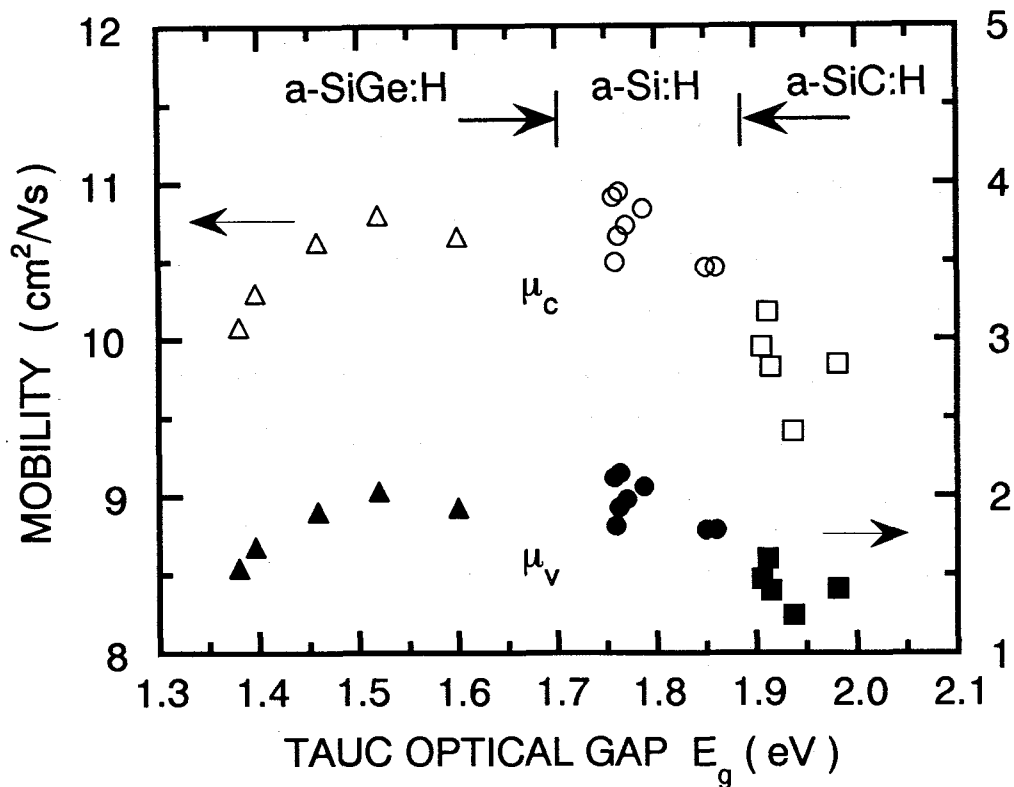 12
11
10
9
8
MOBILITY ( cm²/Vs)
a-SiGe:H
a-Si:H
a-SiC:H
μc
μv
5
4
3
2
1
1.3 1.4 1.5 1.6 1.7 1.8 1.9 2.0 2.1
TAUC OPTICAL GAP Eg ( eV)